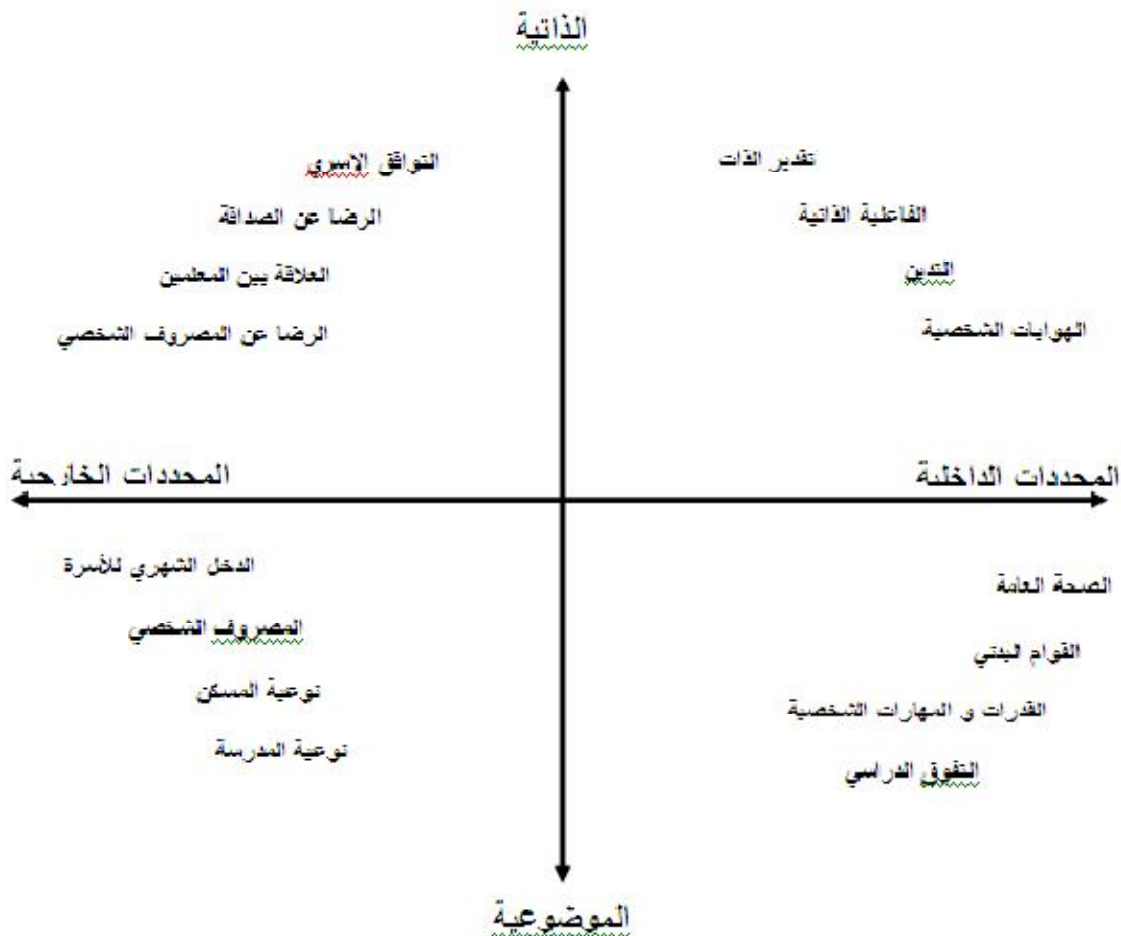 الذاتية
تقدير الذات
التوافق الاسري
الفاعلية الذاتية
الرضا عن الصداقة
التدين
العلاقة بين المعلمين
الهوايات الشخصية
الرضا عن المصروف الشخصي
المحددات الداخلية
المحددات الخارجية
الصحة العامة
الدخل الشهري للأسرة
القوام البدني
المصروف الشخصي
القدرات و المهارات الشخصية
نوعية المسكن
التفوق الدراسي
نوعية المدرسة
الموضوعية